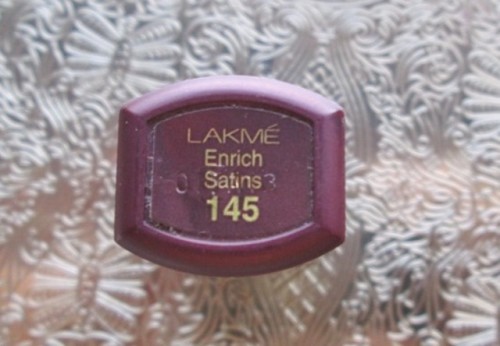 LAKMÉ
Enrich
Satins
145